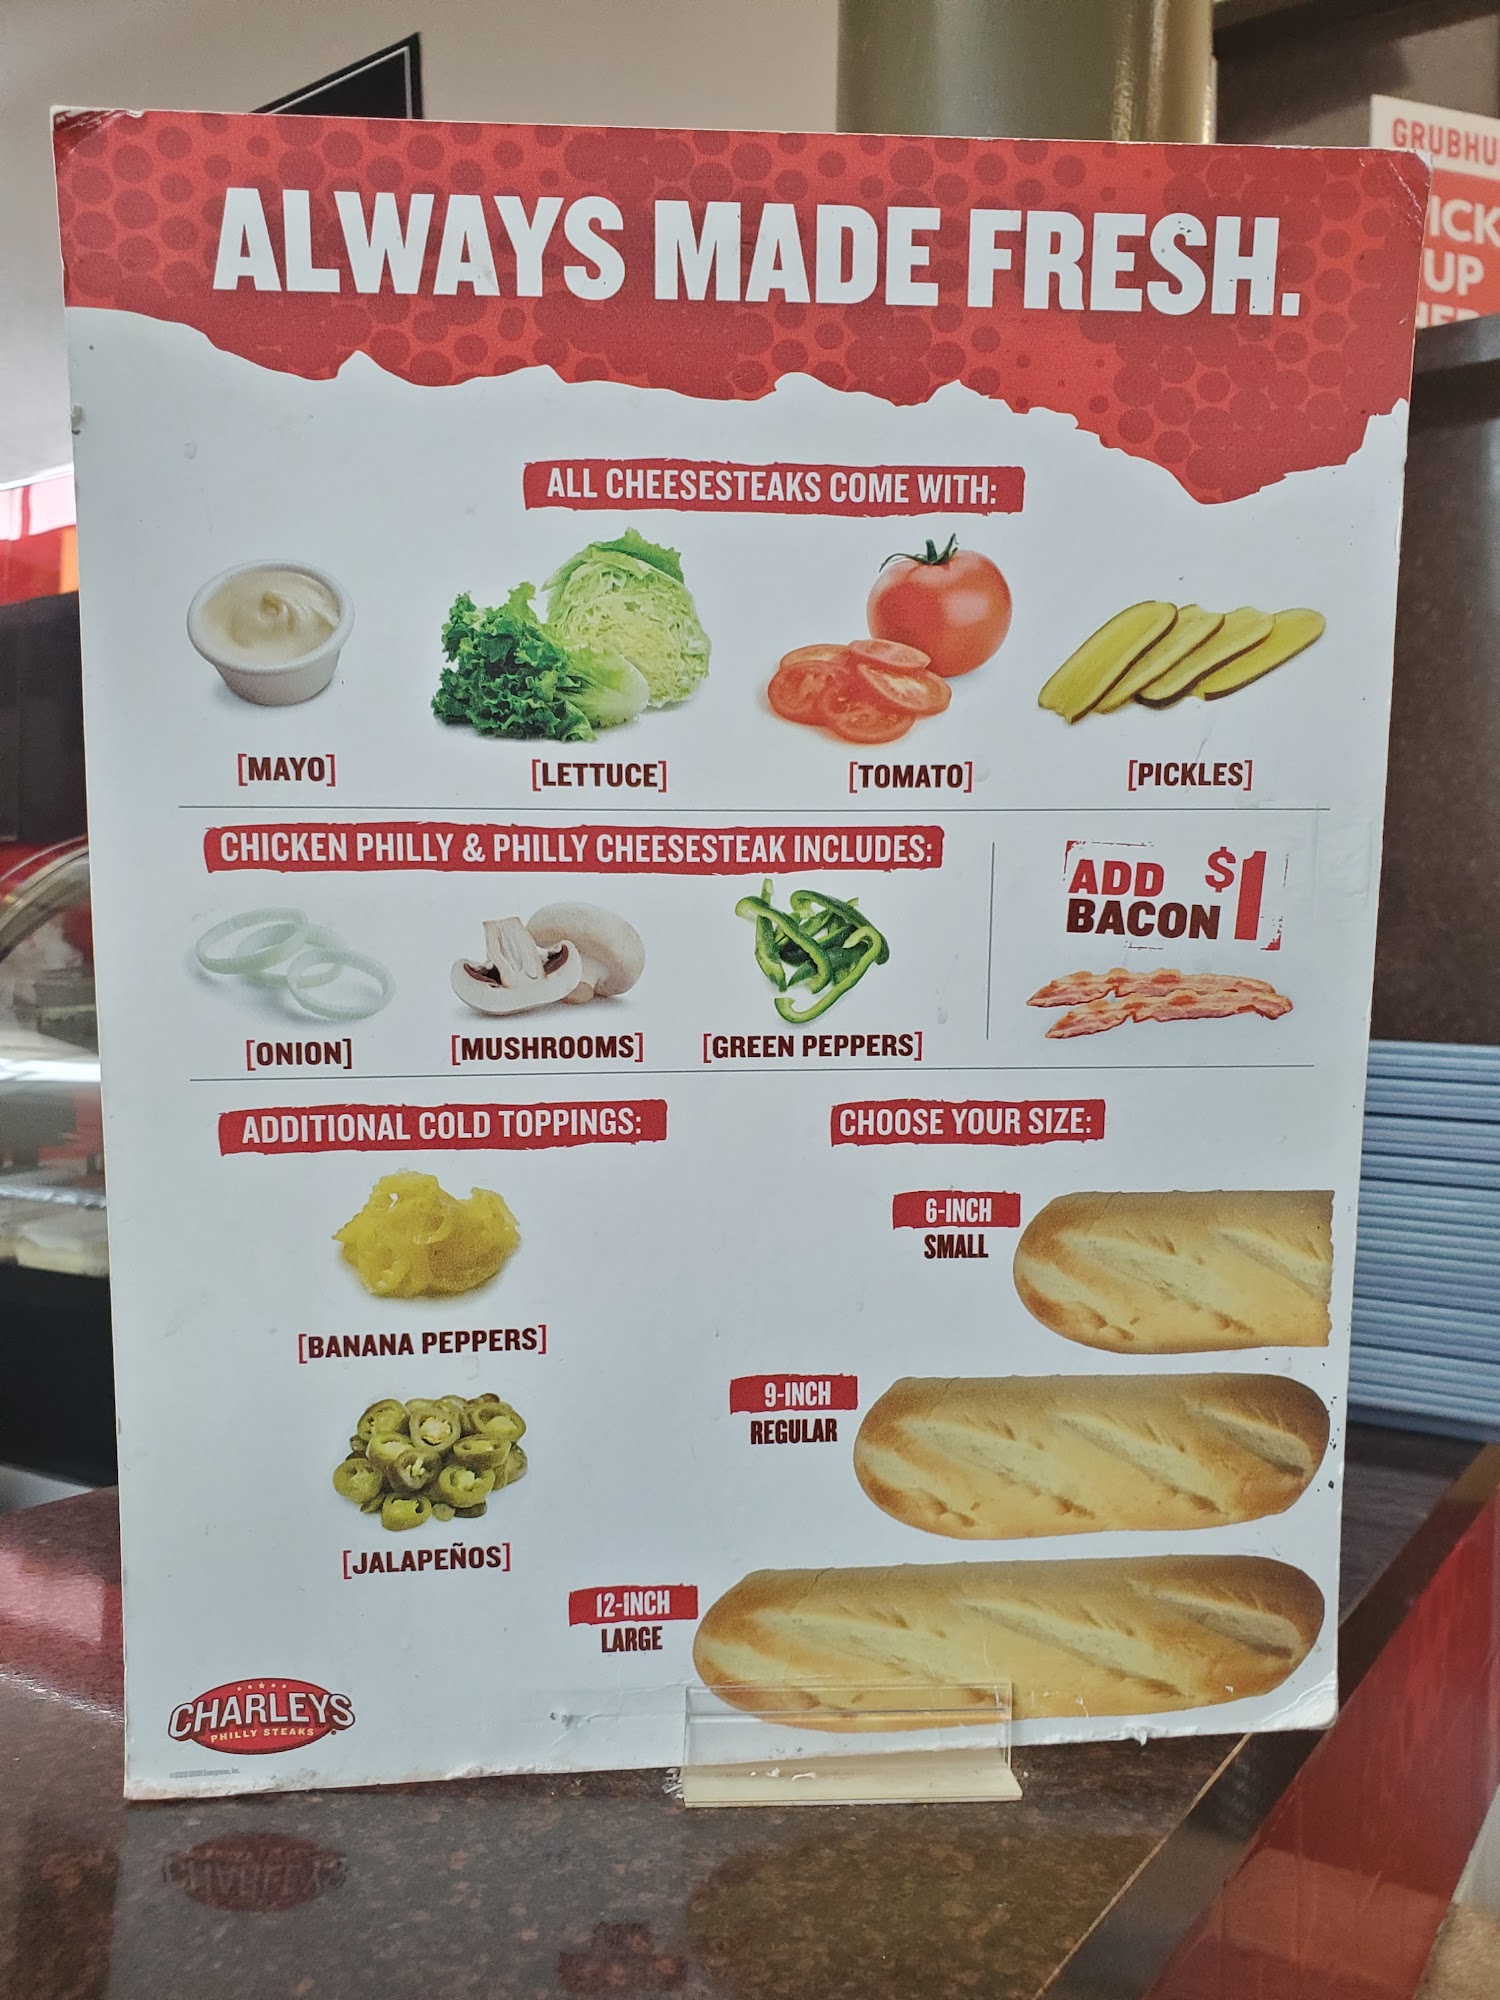 ALWAYS MADE FRESH.
GRUBHU
ICK
UP
ALL CHEESESTEAKS COME WITH:
[MAYO] [LETTUCE] [TOMATO] [PICKLES]
CHICKEN PHILLY & PHILLY CHEESESTEAK INCLUDES:
[ONION] [MUSHROOMS] [GREEN PEPPERS]
ADD $1
BACON
ADDITIONAL COLD TOPPINGS:
[BANANA PEPPERS]
[JALAPEÑOS]
CHOOSE YOUR SIZE:
6-INCH
SMALL
9-INCH
REGULAR
12-INCH
LARGE
CHARLEYS
PHILLY STEAKS